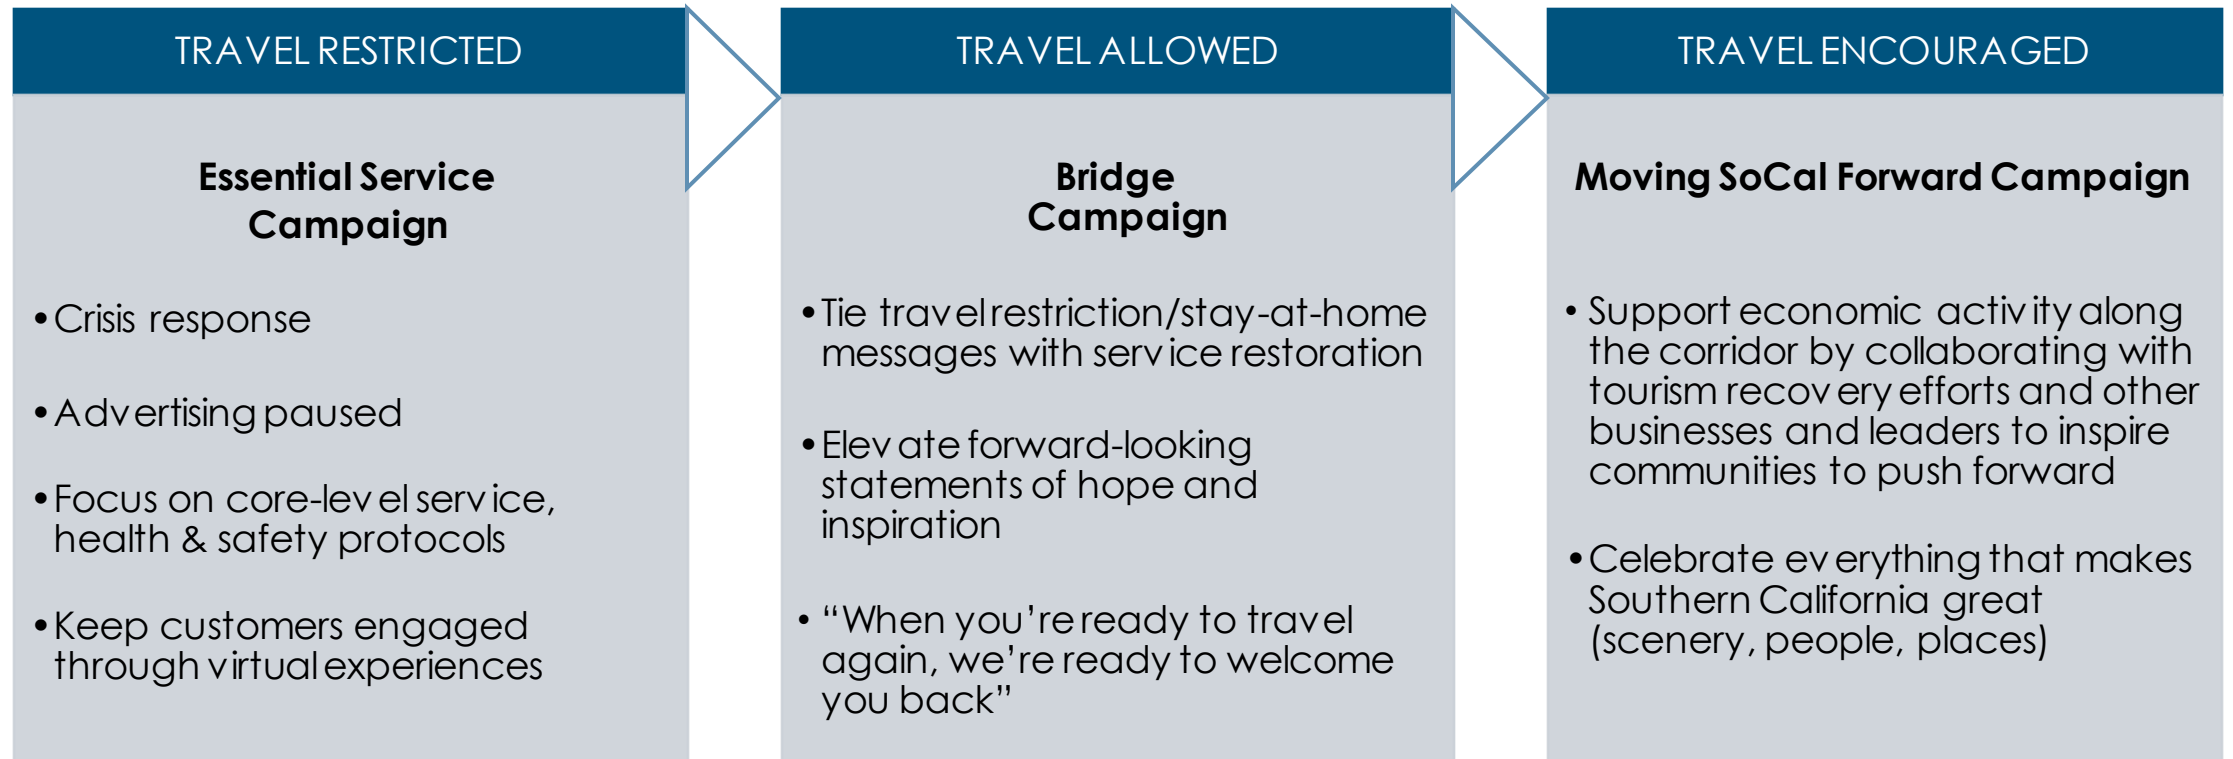 TRAVEL RESTRICTED
Essential Service
Campaign
•Crisis response
•Advertising paused
•Focus on core-level service,
health & safety protocols
•Keep customers engaged
through virtual experiences
TRAVEL ALLOWED
Bridge
Campaign
•Tie travel restriction/stay-at-home
messages with service restoration
•Elevate forward-looking
statements of hope and
inspiration
• “When you’re ready to travel
again, we’re ready to welcome
you back”
TRAVEL ENCOURAGED
Moving SoCal Forward Campaign
• Support economic activity along
the corridor by collaborating with
tourism recovery efforts and other
businesses and leaders to inspire
communities to push forward
•Celebrate everything that makes
Southern California great
(scenery, people, places)